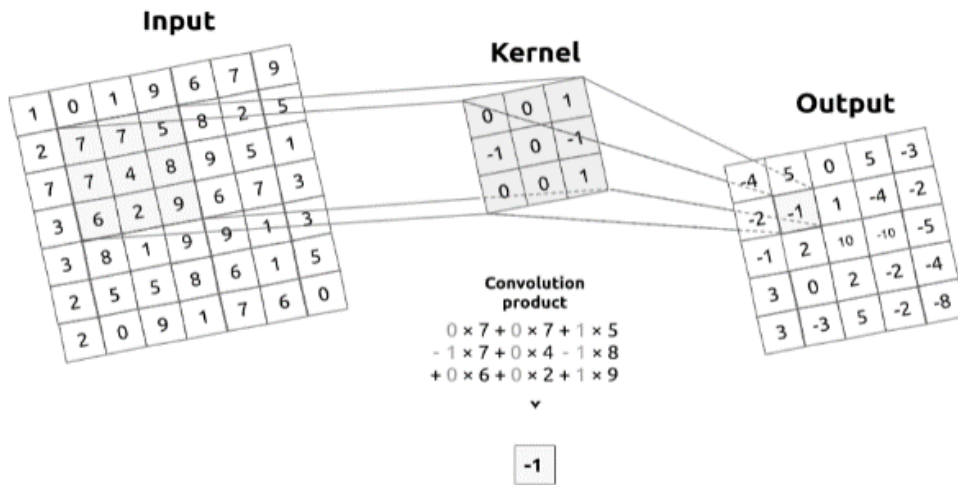 Input
1 0 1 9 6 7 9
2 7 7 5 8 2 5
7 7 4 8 9 5 1
3 6 2 9 6 7 3
3 8 1 9 9 1 3
2 5 5 8 6 1 5
2 0 9 1 7 6 0
Kernel
0 0 1
-1 0 -1
0 0 1
Output
-4 5 0 5 -3
-2 -1 1 -4 -2
-1 2 10 -10 -5
3 0 2 -2 -4
3 -3 5 -2 -8
Convolution
product
0 × 7 + 0 × 7 + 1 × 5
- 1 × 7 + 0 × 4 - 1 × 8
+ 0 × 6 + 0 × 2 + 1 × 9
-1